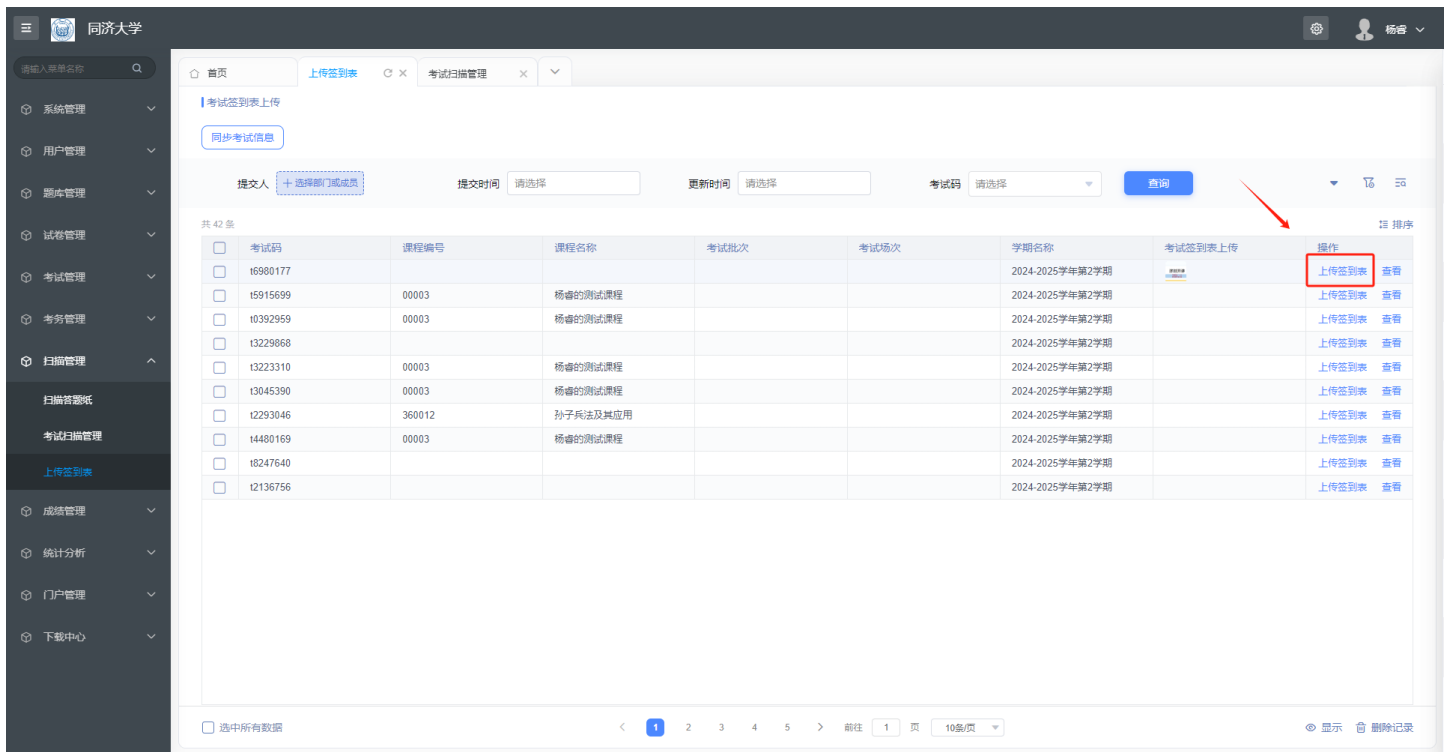 同济大学
杨睿
请输入菜单名称
系统管理
用户管理
题库管理
试卷管理
考试管理
考务管理
扫描管理
扫描答题纸
考试扫描管理
上传签到表
成绩管理
统计分析
门户管理
下载中心
首页 上传签到表 考试扫描管理
考试签到表上传
同步考试信息
提交人 + 选择部门或成员 提交时间 请选择 更新时间 请选择 考试码 请选择 查询
共 42 条 排序
考试码 课程编号 课程名称 考试批次 考试场次 学期名称 考试签到表上传 操作
t6980177 2024-2025学年第2学期 上传签到表 查看
t5915699 00003 杨睿的测试课程 2024-2025学年第2学期 上传签到表 查看
t0392959 00003 杨睿的测试课程 2024-2025学年第2学期 上传签到表 查看
t3229868 2024-2025学年第2学期 上传签到表 查看
t3223310 00003 杨睿的测试课程 2024-2025学年第2学期 上传签到表 查看
t3045390 00003 杨睿的测试课程 2024-2025学年第2学期 上传签到表 查看
t2293046 360012 孙子兵法及其应用 2024-2025学年第2学期 上传签到表 查看
t4480169 00003 杨睿的测试课程 2024-2025学年第2学期 上传签到表 查看
t8247640 2024-2025学年第2学期 上传签到表 查看
t2136756 2024-2025学年第2学期 上传签到表 查看
选中所有数据 1 2 3 4 5 前往 1 页 10条/页 显示 删除记录